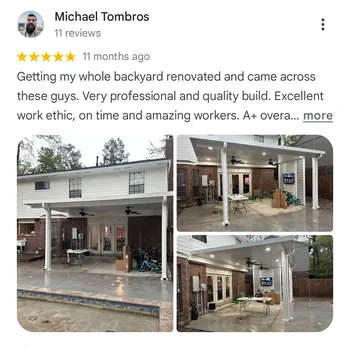 Michael Tombros
11 reviews
11 months ago
Getting my whole backyard renovated and came across
these guys. Very professional and quality build. Excellent
work ethic, on time and amazing workers. A+ overa... more